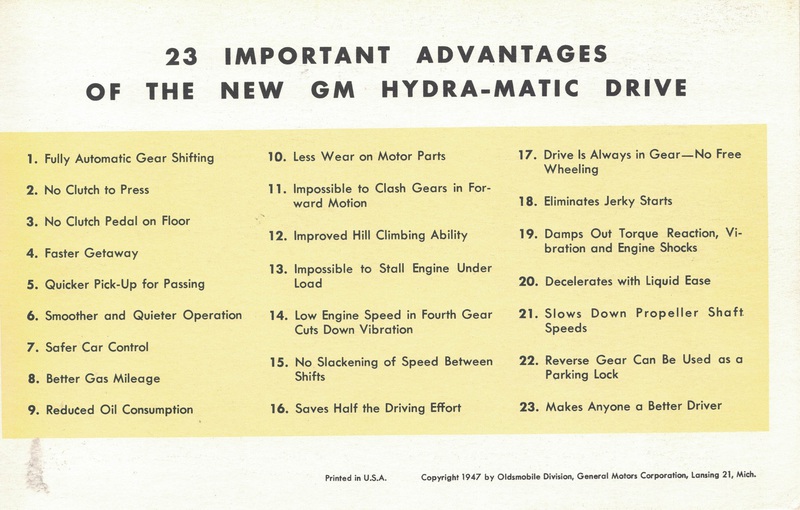 23 IMPORTANT ADVANTAGES
OF THE NEW GM HYDRA-MATIC DRIVE
1. Fully Automatic Gear Shifting
2. No Clutch to Press
3. No Clutch Pedal on Floor
4. Faster Getaway
5. Quicker Pick-Up for Passing
6. Smoother and Quieter Operation
7. Safer Car Control
8. Better Gas Mileage
9. Reduced Oil Consumption
10. Less Wear on Motor Parts
11. Impossible to Clash Gears in For-
ward Motion
12. Improved Hill Climbing Ability
13. Impossible to Stall Engine Under
Load
14. Low Engine Speed in Fourth Gear
Cuts Down Vibration
15. No Slackening of Speed Between
Shifts
16. Saves Half the Driving Effort
17. Drive Is Always in Gear—No Free
Wheeling
18. Eliminates Jerky Starts
19. Damps Out Torque Reaction, Vi-
bration and Engine Shocks
20. Decelerates with Liquid Ease
21. Slows Down Propeller Shaft
Speeds
22. Reverse Gear Can Be Used as a
Parking Lock
23. Makes Anyone a Better Driver
Printed in U.S.A. Copyright 1947 by Oldsmobile Division, General Motors Corporation, Lansing 21, Mich.